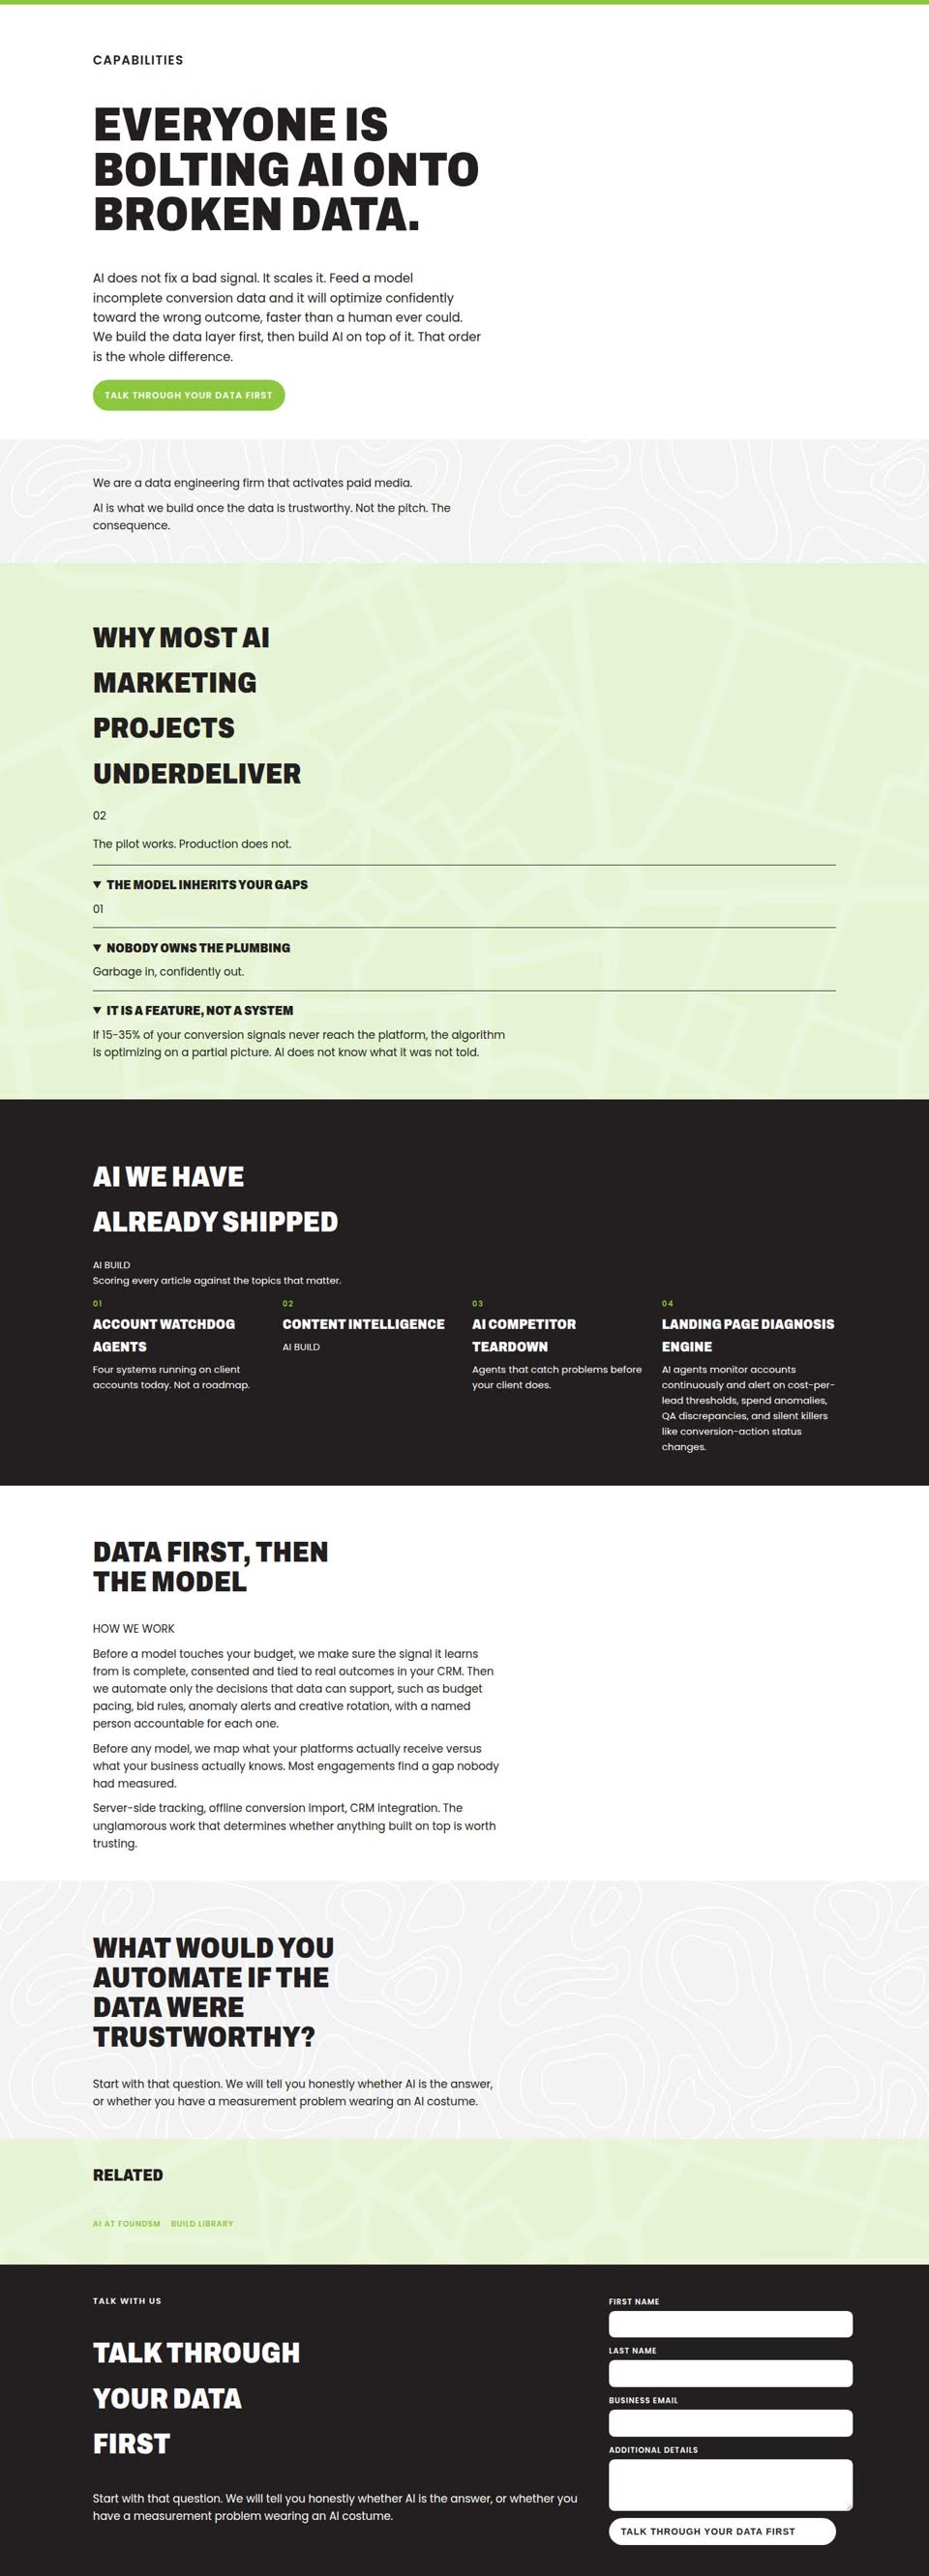 CAPABILITIES
EVERYONE IS
BOLTING AI ONTO
BROKEN DATA.
AI does not fix a bad signal. It scales it. Feed a model
incomplete conversion data and it will optimize confidently
toward the wrong outcome, faster than a human ever could.
We build the data layer first, then build AI on top of it. That order
is the whole difference.
TALK THROUGH YOUR DATA FIRST
We are a data engineering firm that activates paid media.
AI is what we build once the data is trustworthy. Not the pitch. The
consequence.
WHY MOST AI
MARKETING
PROJECTS
UNDERDELIVER
02
The pilot works. Production does not.
▼ THE MODEL INHERITS YOUR GAPS
01
▼ NOBODY OWNS THE PLUMBING
Garbage in, confidently out.
▼ IT IS A FEATURE, NOT A SYSTEM
If 15-35% of your conversion signals never reach the platform, the algorithm
is optimizing on a partial picture. AI does not know what it was not told.
AI WE HAVE
ALREADY SHIPPED
AI BUILD
Scoring every article against the topics that matter.
01
ACCOUNT WATCHDOG
AGENTS
Four systems running on client
accounts today. Not a roadmap.
02
CONTENT INTELLIGENCE
AI BUILD
03
AI COMPETITOR
TEARDOWN
Agents that catch problems before
your client does.
04
LANDING PAGE DIAGNOSIS
ENGINE
AI agents monitor accounts
continuously and alert on cost-per-
lead thresholds, spend anomalies,
QA discrepancies, and silent killers
like conversion-action status
changes.
DATA FIRST, THEN
THE MODEL
HOW WE WORK
Before a model touches your budget, we make sure the signal it learns
from is complete, consented and tied to real outcomes in your CRM. Then
we automate only the decisions that data can support, such as budget
pacing, bid rules, anomaly alerts and creative rotation, with a named
person accountable for each one.
Before any model, we map what your platforms actually receive versus
what your business actually knows. Most engagements find a gap nobody
had measured.
Server-side tracking, offline conversion import, CRM integration. The
unglamorous work that determines whether anything built on top is worth
trusting.
WHAT WOULD YOU
AUTOMATE IF THE
DATA WERE
TRUSTWORTHY?
Start with that question. We will tell you honestly whether AI is the answer,
or whether you have a measurement problem wearing an AI costume.
RELATED
AI AT FOUNDSM BUILD LIBRARY
TALK WITH US
TALK THROUGH
YOUR DATA
FIRST
Start with that question. We will tell you honestly whether AI is the answer, or whether you
have a measurement problem wearing an AI costume.
FIRST NAME
LAST NAME
BUSINESS EMAIL
ADDITIONAL DETAILS
TALK THROUGH YOUR DATA FIRST